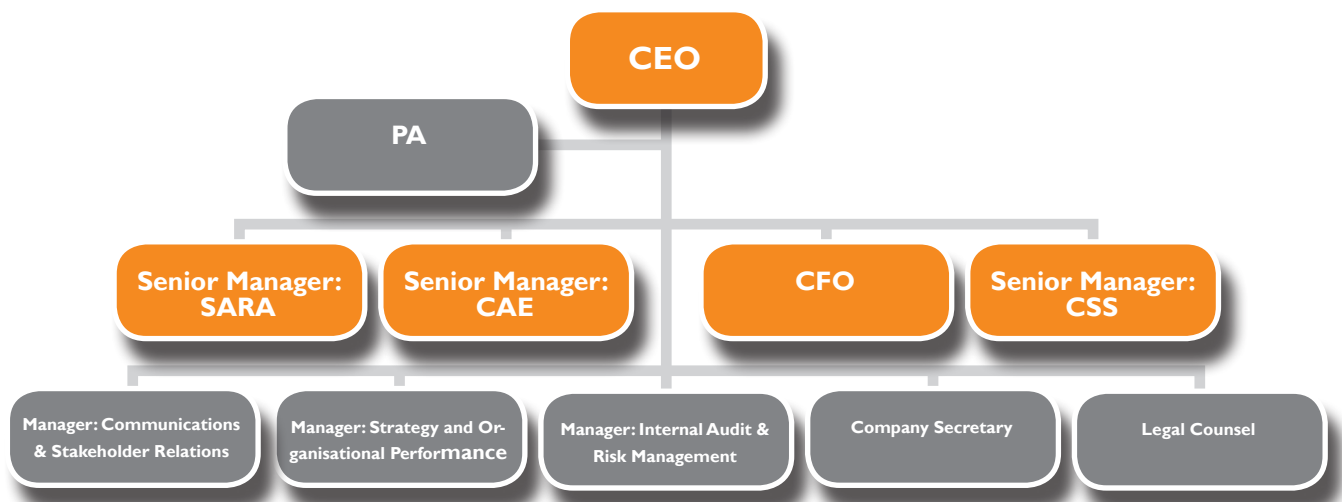 CEO
PA
Senior Manager:
SARA
Senior Manager:
CAE
CFO
Senior Manager:
CSS
Manager: Communications
& Stakeholder Relations
Manager: Strategy and Or-
ganisational Performance
Manager: Internal Audit &
Risk Management
Company Secretary
Legal Counsel